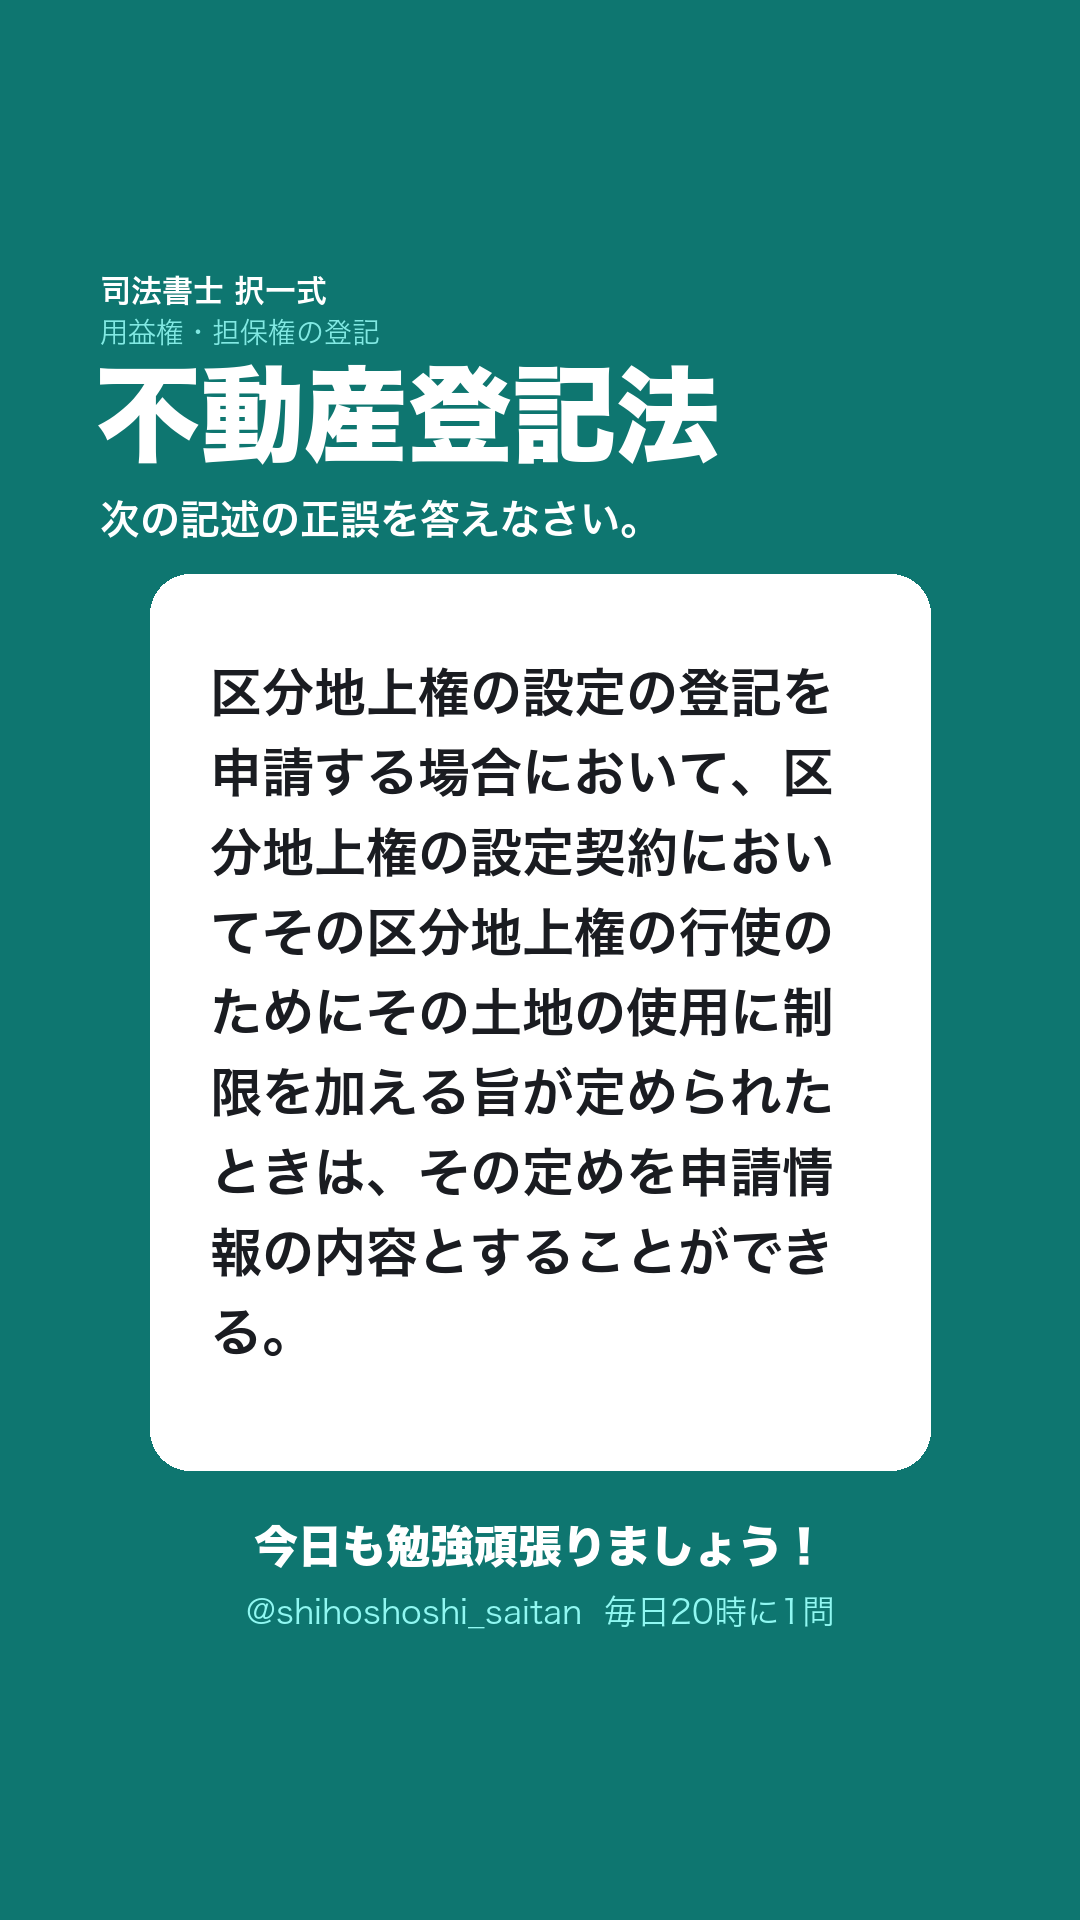 司法書士 択一式
用益権・担保権の登記
不動産登記法
次の記述の正誤を答えなさい。
区分地上権の設定の登記を
申請する場合において、区
分地上権の設定契約におい
てその区分地上権の行使の
ためにその土地の使用に制
限を加える旨が定められた
ときは、その定めを申請情
報の内容とすることができ
る。
今日も勉強頑張りましょう！
@shihoshoshi_saitan 毎日20時に1問